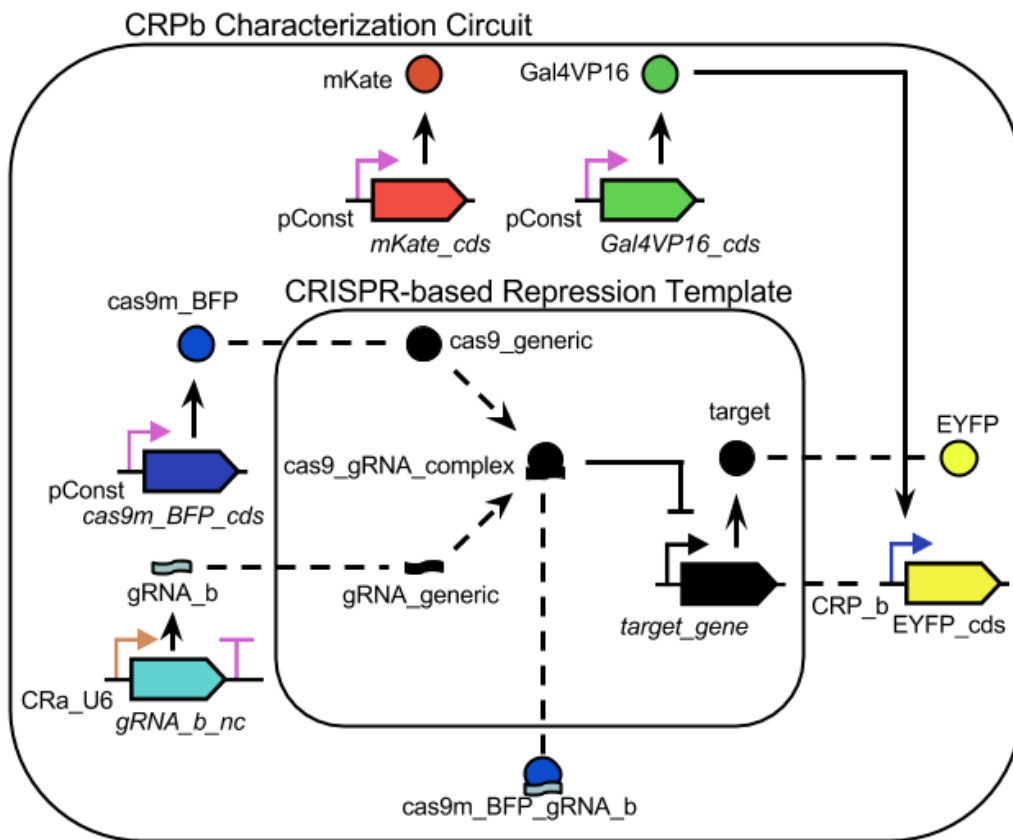 CRPb Characterization Circuit
mKate
Gal4VP16
pConst
mKate_cds
pConst
Gal4VP16_cds
CRISPR-based Repression Template
cas9m_BFP
cas9_generic
target
EYFP
cas9_gRNA_complex
pConst
cas9m_BFP_cds
gRNA_b
gRNA_generic
CRP_b
target_gene
EYFP_cds
CRa_U6
gRNA_b_nc
cas9m_BFP_gRNA_b